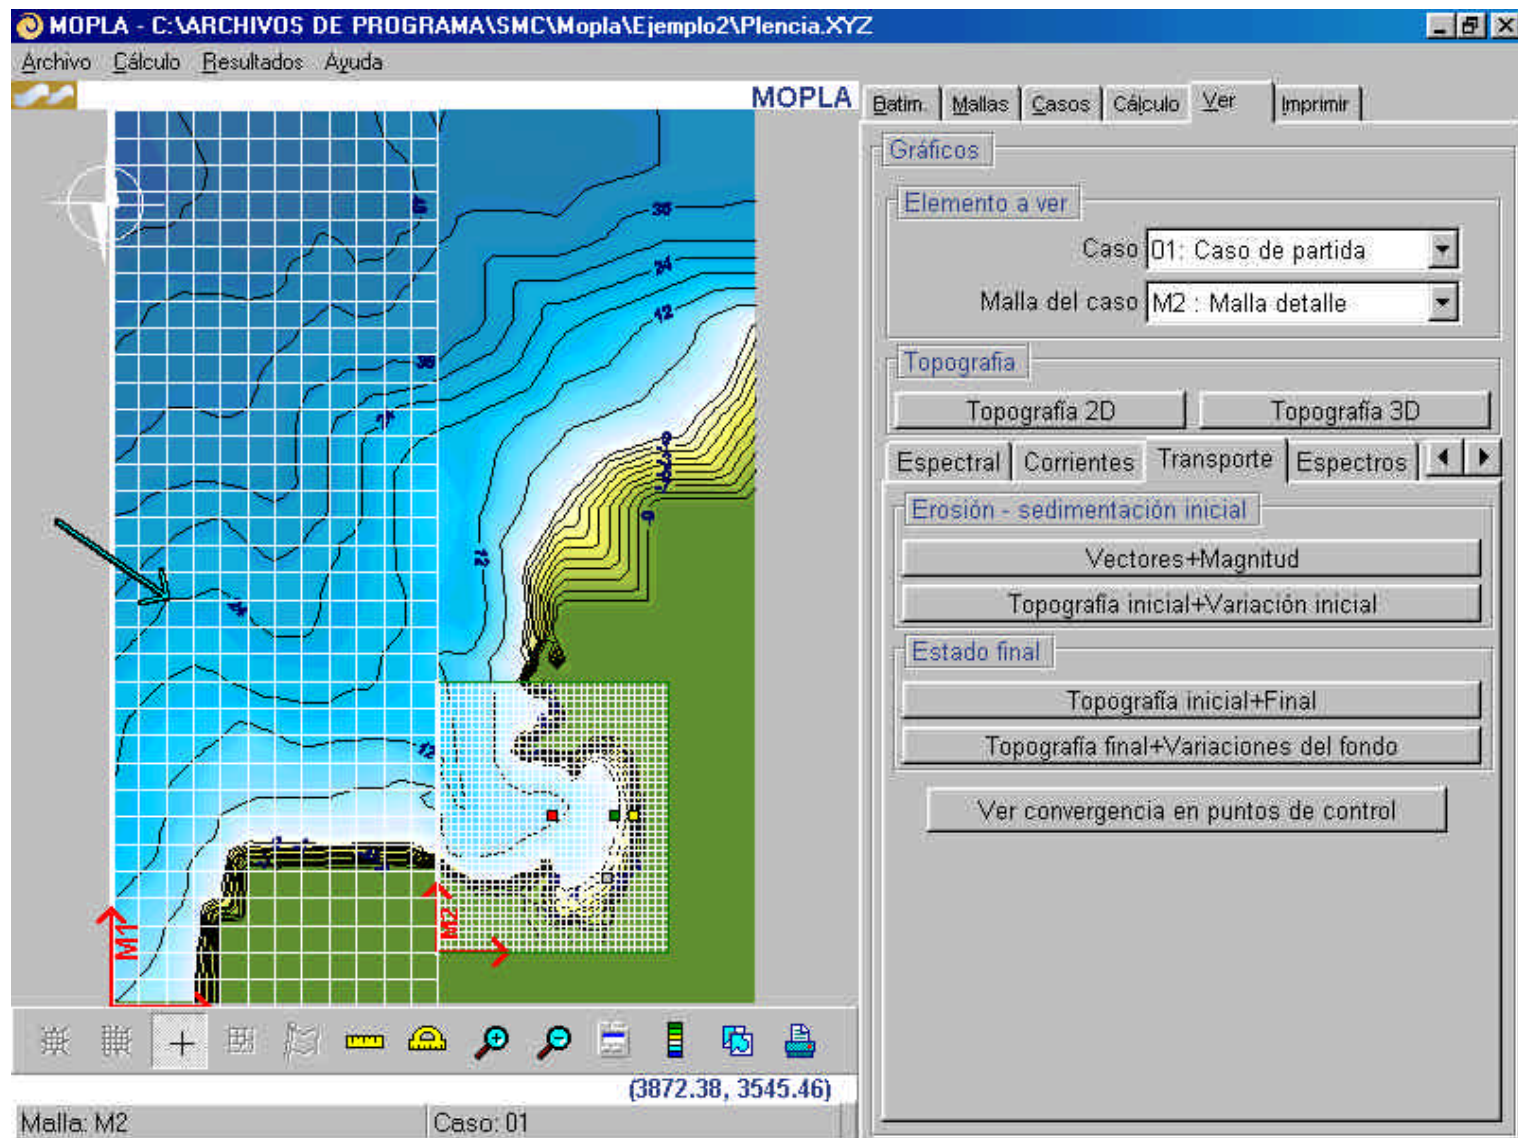 MOPLA - C:\ARCHIVOS DE PROGRAMA\SMC\Mopla\Ejemplo2\Plencia.XYZ
Archivo Cálculo Resultados Ayuda
MOPLA
Batim. Mallas Casos Cálculo Ver Imprimir
Gráficos
Elemento a ver
Caso 01: Caso de partida
Malla del caso M2 : Malla detalle
Topografia
Topografía 2D Topografía 3D
Espectral Corrientes Transporte Espectros
Erosión - sedimentación inicial
Vectores+Magnitud
Topografía inicial+Variación inicial
Estado final
Topografía inicial+Final
Topografía final+Variaciones del fondo
Ver convergencia en puntos de control
36
24
12
36
12
24
12
M1
M2
(3872.38, 3545.46)
Malla: M2 Caso: 01